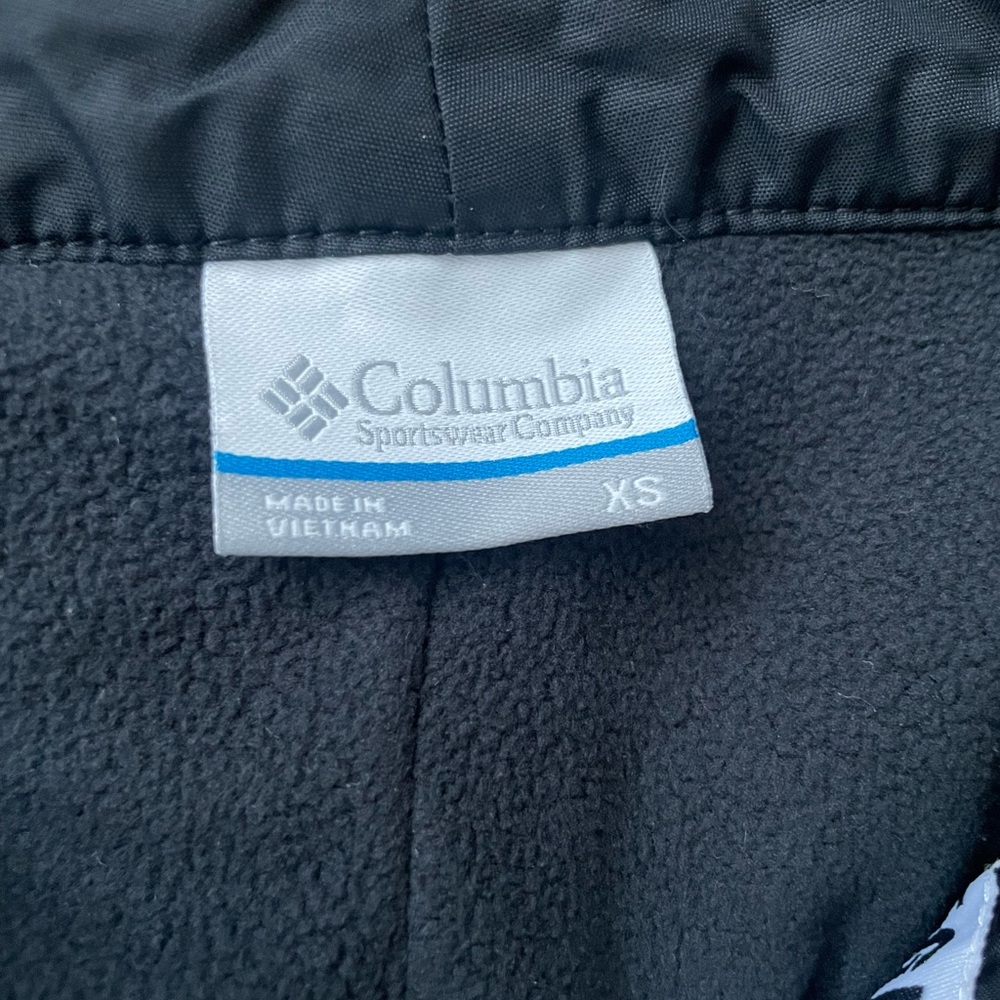 Columbia
Sportswear Company
XS
MADE IN
VIETNAM